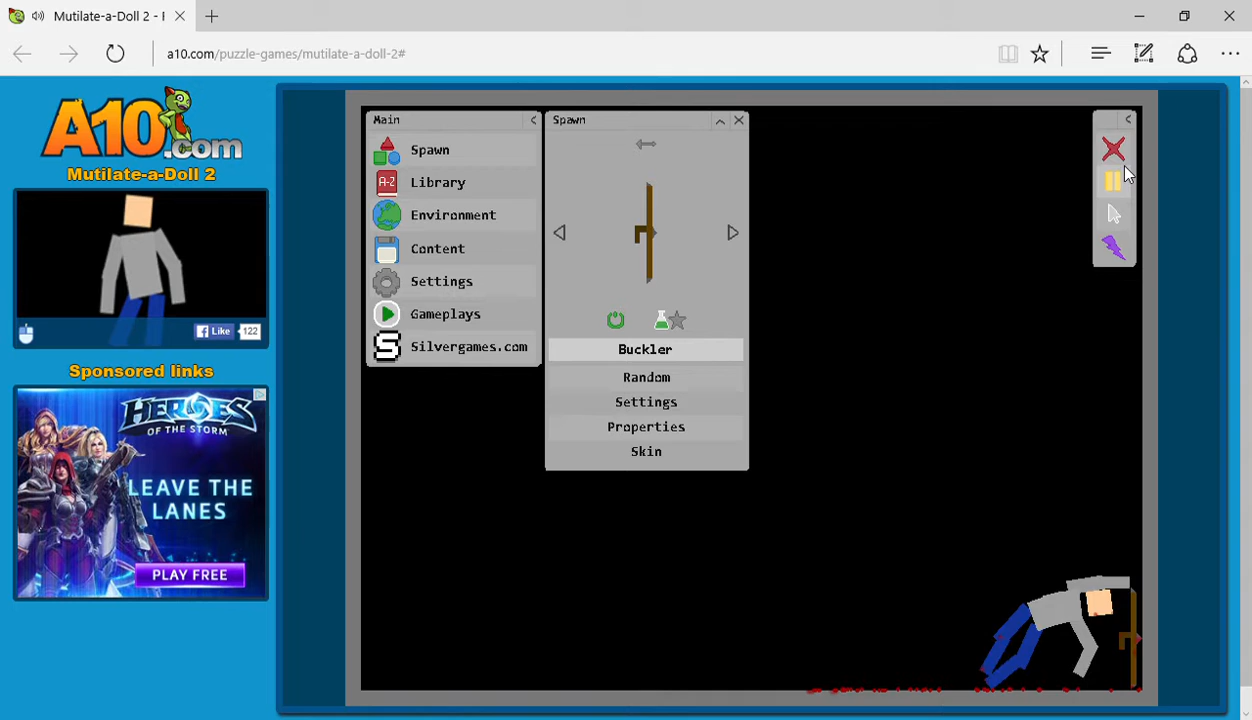 Mutilate-a-Doll 2 - F
a10.com/puzzle-games/mutilate-a-doll-2#
A10.com
Mutilate-a-Doll 2
Like
122
Sponsored links
HEROES
OF THE STORM
LEAVE THE
LANES
PLAY FREE
Main
Spawn
A-Z Library
Environment
Content
Settings
Gameplays
S Silvergames.com
Spawn
Buckler
Random
Settings
Properties
Skin